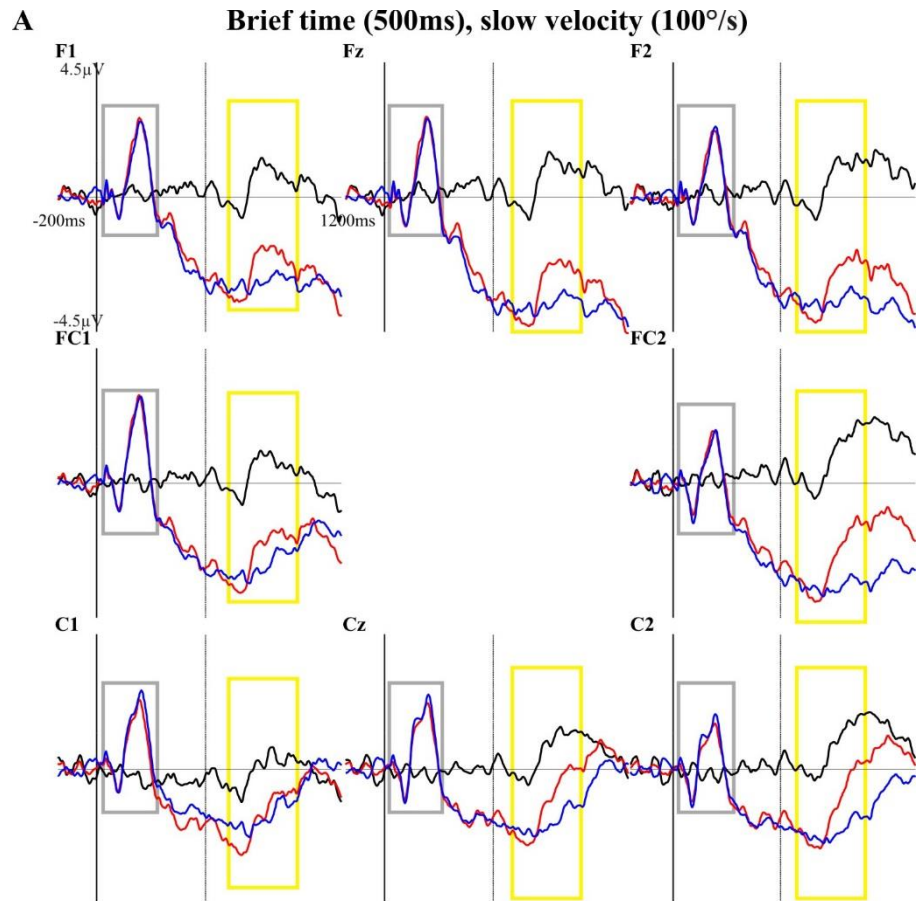 A Brief time (500ms), slow velocity (100°/s)
F1 Fz F2
4.5µV
-200ms 1200ms
-4.5µV
FC1 FC2
C1 Cz C2